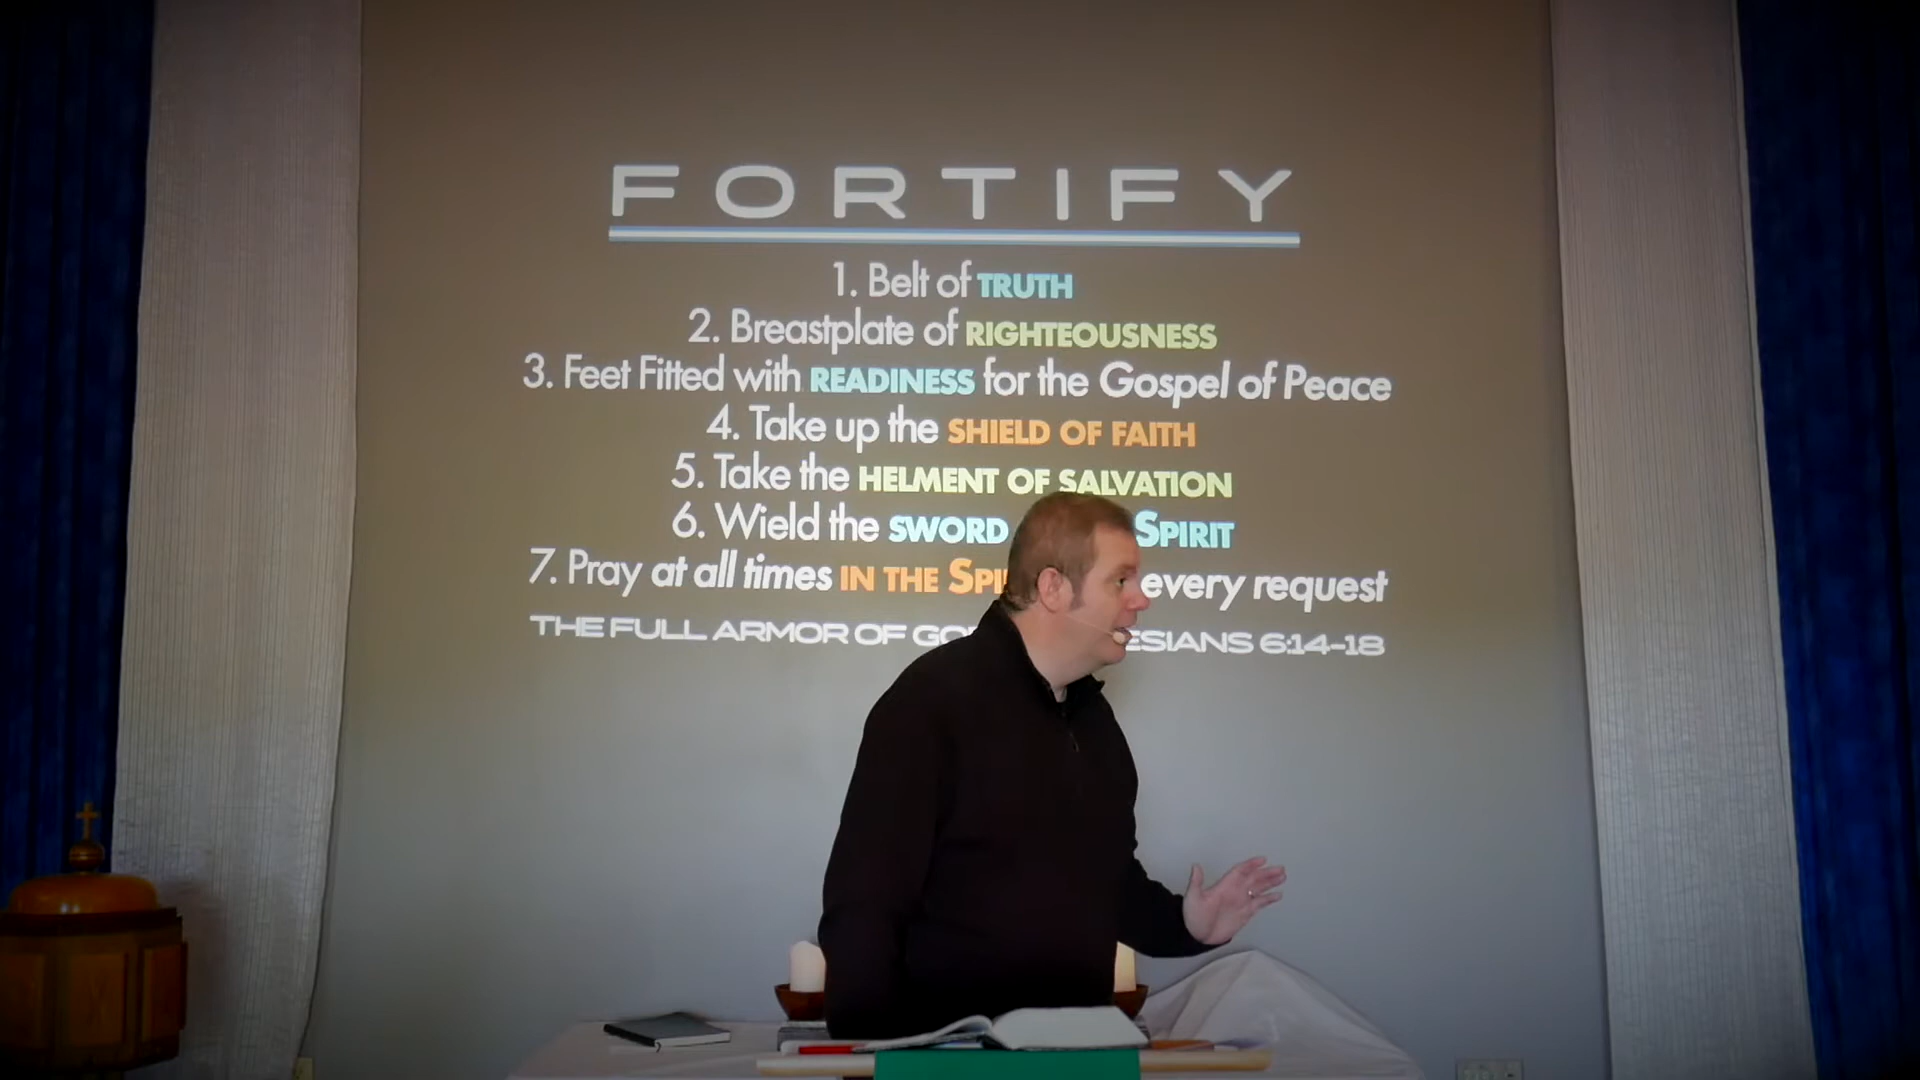 FORTIFY
1. Belt of TRUTH
2. Breastplate of RIGHTEOUSNESS
3. Feet Fitted with READINESS for the Gospel of Peace
4. Take up the SHIELD OF FAITH
5. Take the HELMENT OF SALVATION
6. Wield the SWORD SPIRIT
7. Pray at all times IN THE every request
THE FULL ARMOR OF 6:14-18